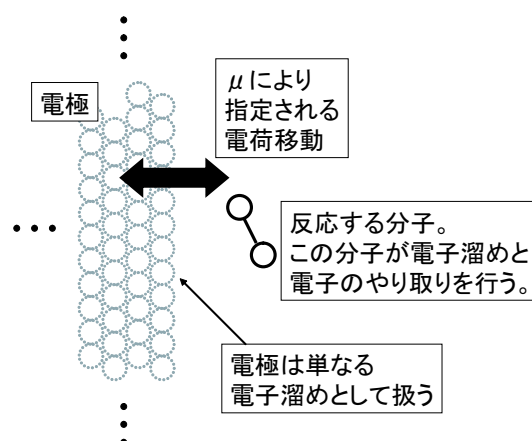 電極
μにより
指定される
電荷移動
反応する分子。
この分子が電子溜めと
電子のやり取りを行う。
電極は単なる
電子溜めとして扱う